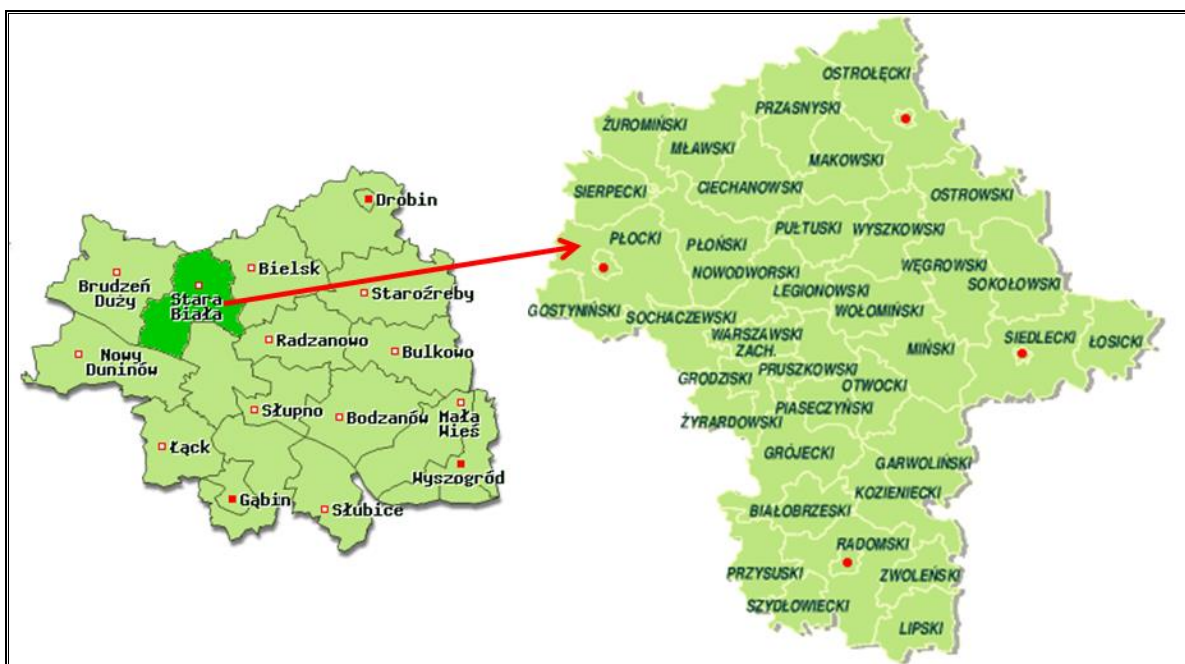 Drobin
Bielsk
Brudzeń
Duży
Stara
Biała
Staroźreby
Radzanowo
Nowy
Duninów
Bulkowo
Słupno
Bodzanów
Mała
Wieś
Łąck
Wyszogród
Gąbin
Słubice
OSTROŁĘCKI
PRZASNYSKI
ŻUROMIŃSKI
MŁAWSKI
MAKOWSKI
SIERPECKI
CIECHANOWSKI
OSTROWSKI
PŁOCKI
PŁOŃSKI
PUŁTUSKI
WYSZKOWSKI
WĘGROWSKI
NOWODWORSKI
SOKOŁOWSKI
LEGIONOWSKI
GOSTYNIŃSKI
SOCHACZEWSKI
WOŁOMIŃSKI
WARSZAWSKI
ZACH.
MIŃSKI
SIEDLECKI
ŁOSICKI
PRUSZKOWSKI
GRODZISKI
OTWOCKI
PIASECZYŃSKI
ŻYRARDOWSKI
GRÓJECKI
GARWOLIŃSKI
KOZIENIECKI
BIAŁOBRZESKI
RADOMSKI
PRZYSUSKI
ZWOLEŃSKI
SZYDŁOWIECKI
LIPSKI